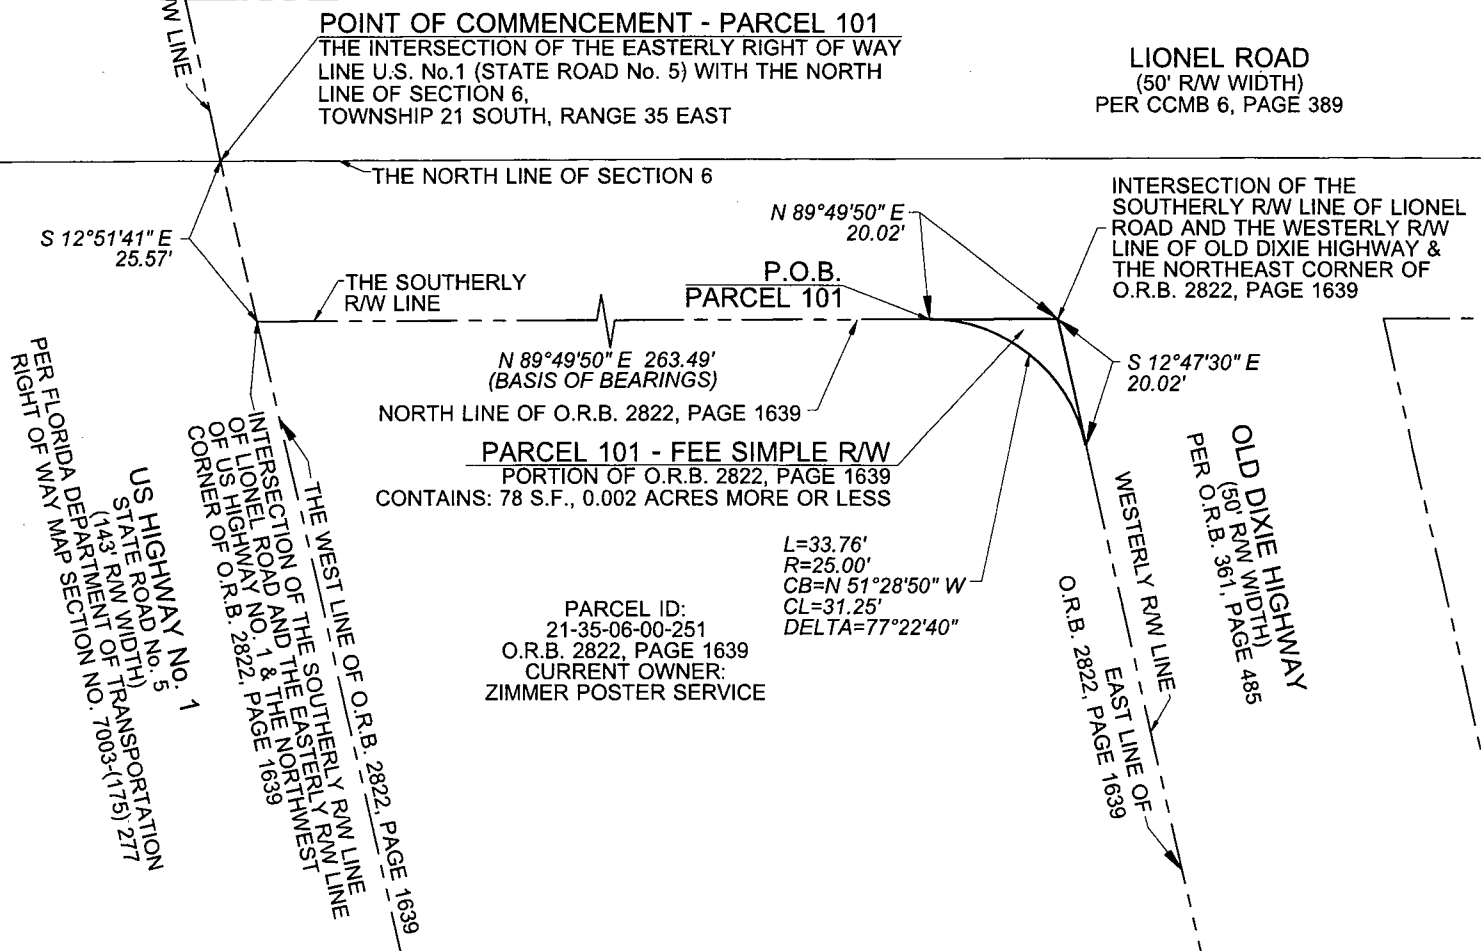 W LINE
POINT OF COMMENCEMENT - PARCEL 101
THE INTERSECTION OF THE EASTERLY RIGHT OF WAY
LINE U.S. No.1 (STATE ROAD No. 5) WITH THE NORTH
LINE OF SECTION 6,
TOWNSHIP 21 SOUTH, RANGE 35 EAST
LIONEL ROAD
(50' R/W WIDTH)
PER CCMB 6, PAGE 389
THE NORTH LINE OF SECTION 6
S 12°51'41" E
25.57'
N 89°49'50" E
20.02'
INTERSECTION OF THE
SOUTHERLY R/W LINE OF LIONEL
ROAD AND THE WESTERLY R/W
LINE OF OLD DIXIE HIGHWAY &
THE NORTHEAST CORNER OF
O.R.B. 2822, PAGE 1639
THE SOUTHERLY
R/W LINE
P.O.B.
PARCEL 101
N 89°49'50" E 263.49'
(BASIS OF BEARINGS)
S 12°47'30" E
20.02'
NORTH LINE OF O.R.B. 2822, PAGE 1639
PARCEL 101 - FEE SIMPLE R/W
PORTION OF O.R.B. 2822, PAGE 1639
CONTAINS: 78 S.F., 0.002 ACRES MORE OR LESS
L=33.76'
R=25.00'
CB=N 51°28'50" W
CL=31.25'
DELTA=77°22'40"
PARCEL ID:
21-35-06-00-251
O.R.B. 2822, PAGE 1639
CURRENT OWNER:
ZIMMER POSTER SERVICE
US HIGHWAY No. 1
STATE ROAD No. 5
(143' R/W WIDTH)
PER FLORIDA DEPARTMENT OF TRANSPORTATION
RIGHT OF WAY MAP SECTION NO. 7003-(175) 277
THE WEST LINE OF O.R.B. 2822, PAGE 1639
INTERSECTION OF THE SOUTHERLY R/W LINE
OF LIONEL ROAD AND THE EASTERLY R/W LINE
OF US HIGHWAY NO. 1 & THE NORTHWEST
CORNER OF O.R.B. 2822, PAGE 1639
OLD DIXIE HIGHWAY
(50' R/W WIDTH)
PER O.R.B. 361, PAGE 485
WESTERLY R/W LINE
EAST LINE OF
O.R.B. 2822, PAGE 1639